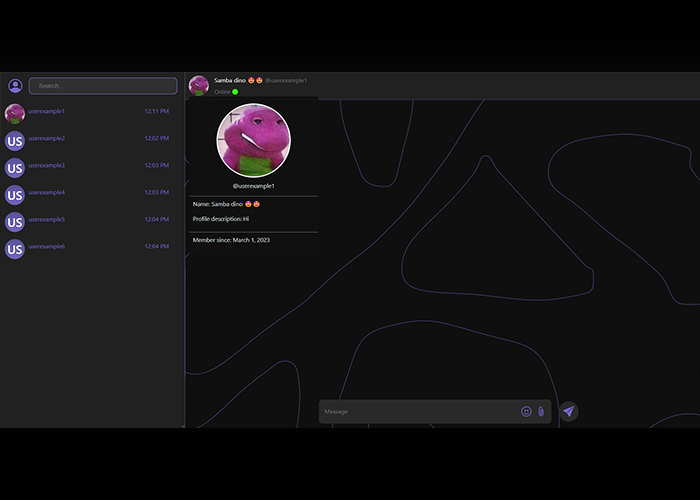 Search...
userexample1 12:11 PM
US userexample2 12:02 PM
US userexample3 12:03 PM
US userexample4 12:03 PM
US userexample5 12:04 PM
US userexample6 12:04 PM
Samba dino 😍😍 @userexample1
Online
@userexample1
Name: Samba dino 😍😍
Profile description: Hi
Member since: March 1, 2023
Message